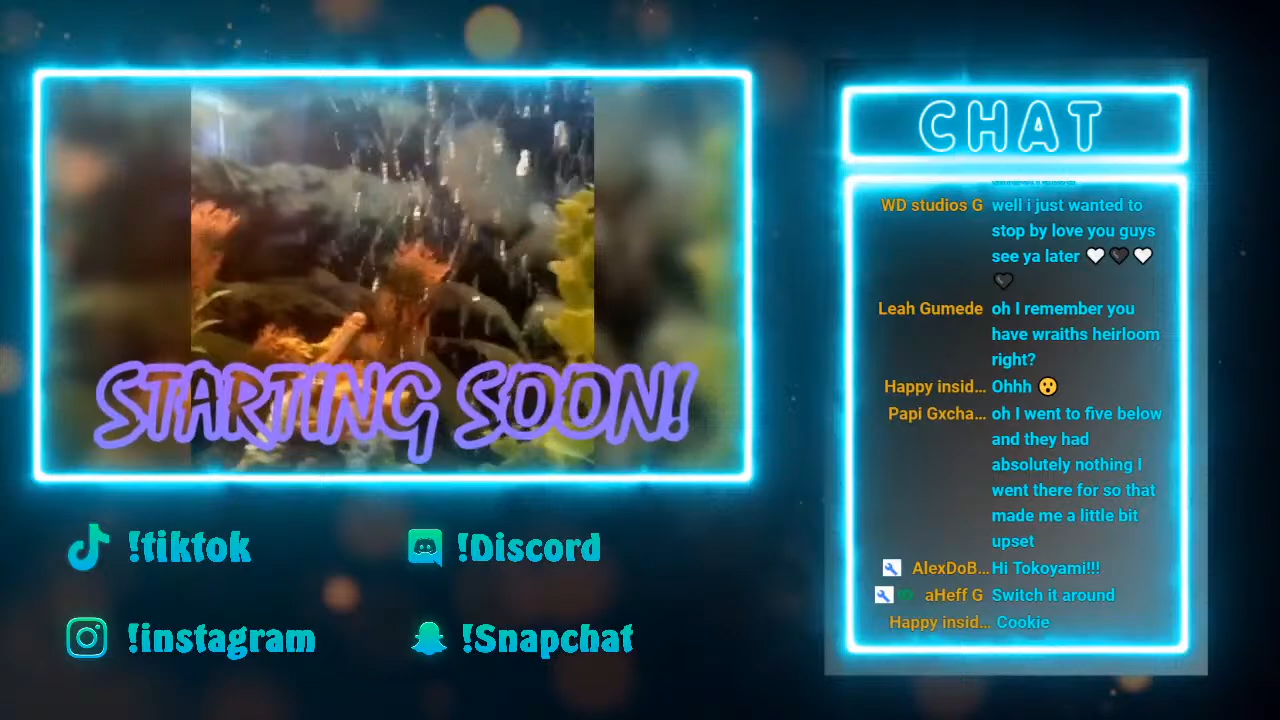 STARTING SOON!
!tiktok
!Discord
!instagram
!Snapchat
CHAT
WD studios G well i just wanted to
stop by love you guys
see ya later 🤍🖤🤍
🖤
Leah Gumede oh I remember you
have wraiths heirloom
right?
Happy insid... Ohhh 😮
Papi Gxcha... oh I went to five below
and they had
absolutely nothing I
went there for so that
made me a little bit
upset
AlexDoB... Hi Tokoyami!!!
aHeff G Switch it around
Happy insid... Cookie